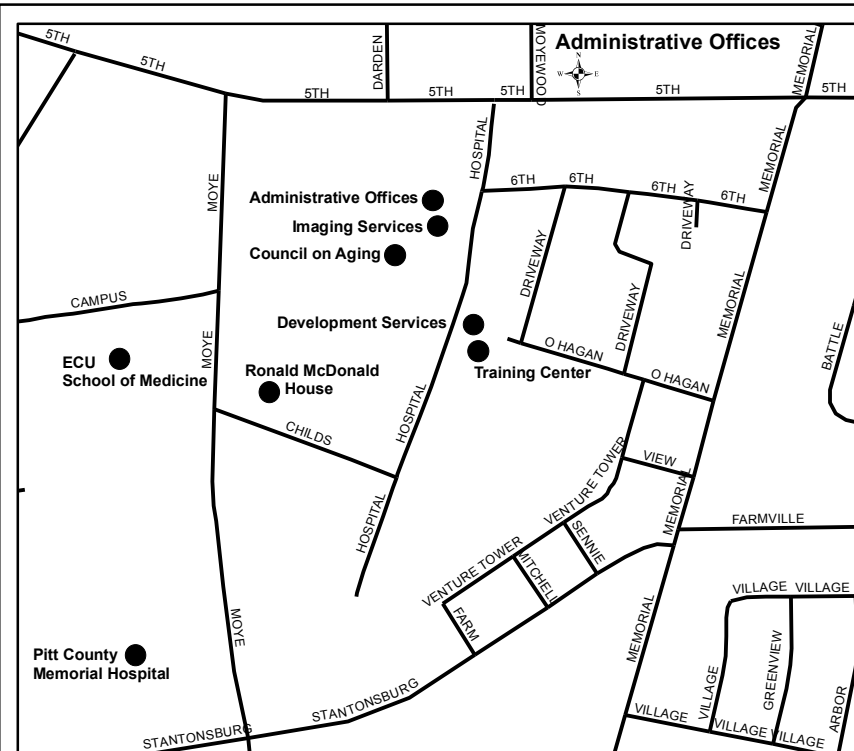 5TH
5TH
DARDEN
5TH
5TH
5TH
MOYEWOOD
Administrative Offices
N
W
E
S
5TH
MEMORIAL
5TH
HOSPITAL
MOYE
6TH
6TH
6TH
6TH
DRIVEWAY
MEMORIAL
Administrative Offices
Imaging Services
Council on Aging
DRIVEWAY
DRIVEWAY
MEMORIAL
CAMPUS
MOYE
Development Services
O HAGAN
Training Center
O HAGAN
BATTLE
ECU
School of Medicine
Ronald McDonald
House
HOSPITAL
CHILDS
VIEW
VENTURE TOWER
MEMORIAL
HOSPITAL
FARMVILLE
SENNIE
VENTURE TOWER
MITCHELL
FARM
MOYE
MEMORIAL
VILLAGE
VILLAGE
GREENVIEW
Pitt County
Memorial Hospital
VILLAGE
ARBOR
STANTONSBURG
STANTONSBURG
VILLAGE
VILLAGE
VILLAGE